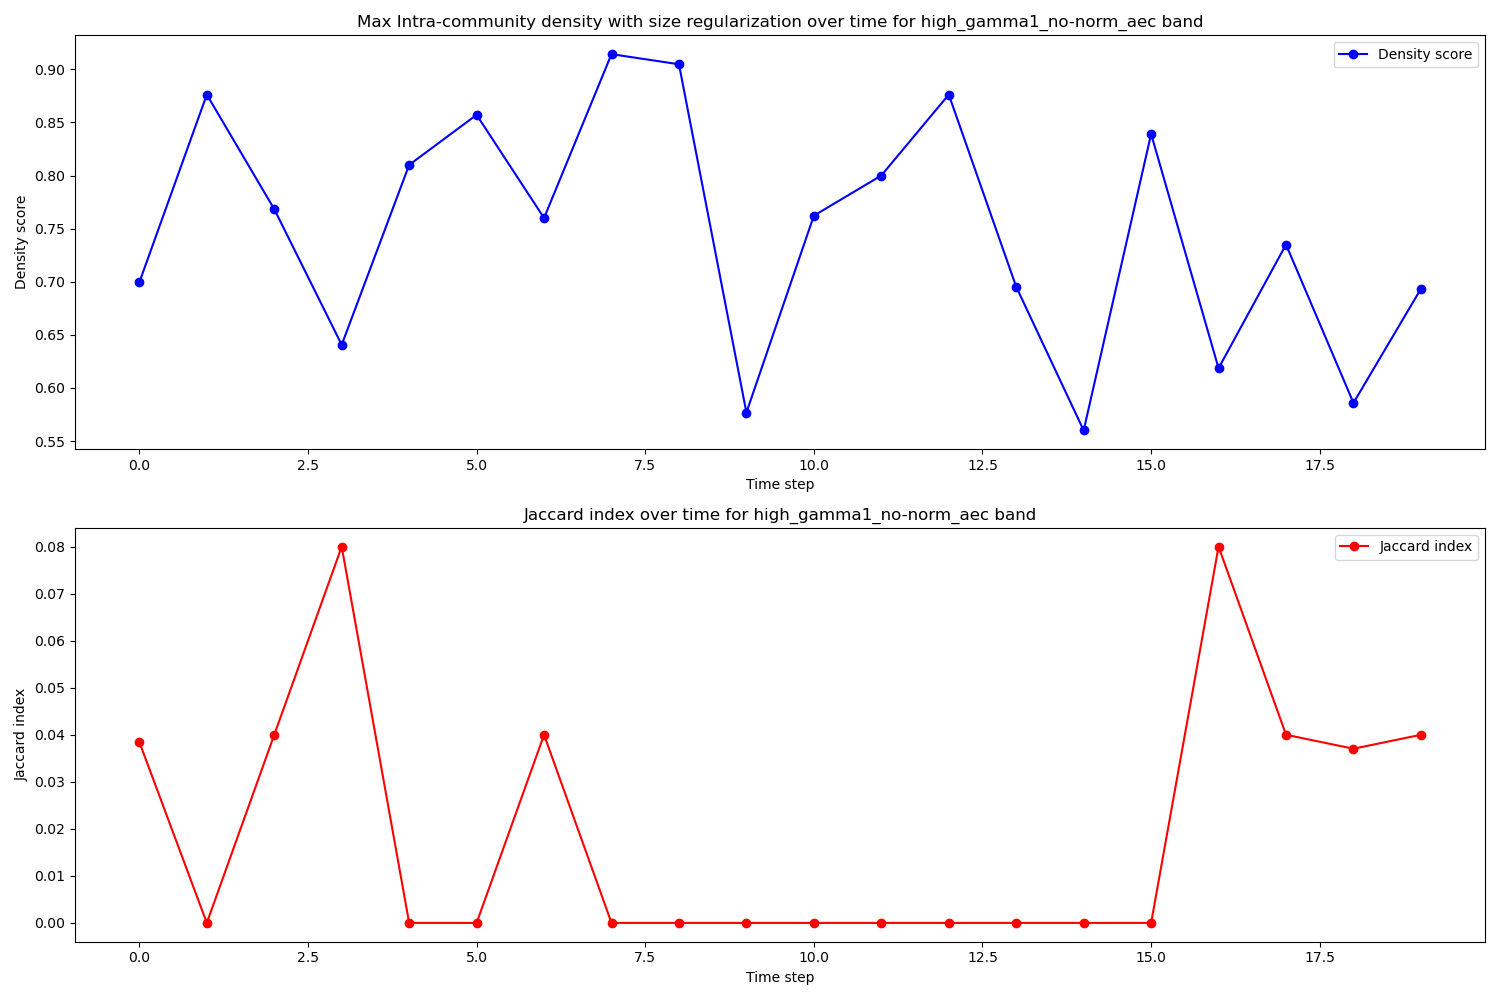 Max Intra-community density with size regularization over time for high_gamma1_no-norm_aec band
Density score
0.90
0.85
0.80
0.75
0.70
0.65
0.60
0.55
Density score
0.0 2.5 5.0 7.5 10.0 12.5 15.0 17.5
Time step
Jaccard index over time for high_gamma1_no-norm_aec band
Jaccard index
0.08
0.07
0.06
0.05
0.04
0.03
0.02
0.01
0.00
Jaccard index
0.0 2.5 5.0 7.5 10.0 12.5 15.0 17.5
Time step